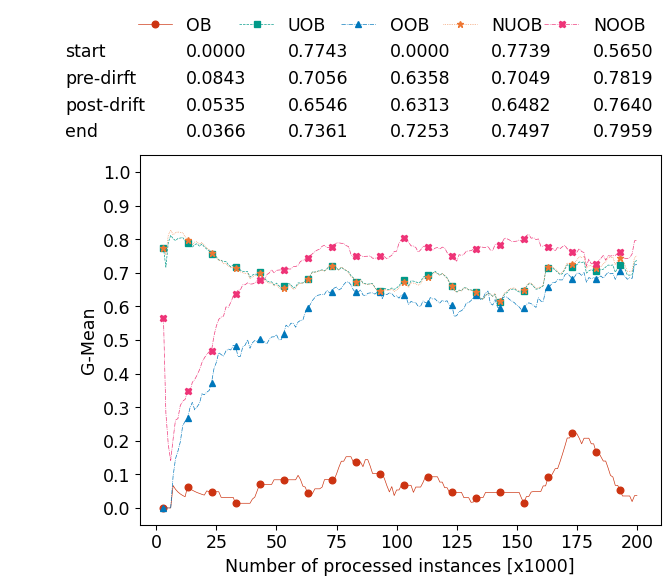 OB UOB OOB NUOB NOOB
start 0.0000 0.7743 0.0000 0.7739 0.5650
pre-dirft 0.0843 0.7056 0.6358 0.7049 0.7819
post-drift 0.0535 0.6546 0.6313 0.6482 0.7640
end 0.0366 0.7361 0.7253 0.7497 0.7959
1.0
0.9
0.8
0.7
0.6
0.5
0.4
0.3
0.2
0.1
0.0
G-Mean
0 25 50 75 100 125 150 175 200
Number of processed instances [x1000]